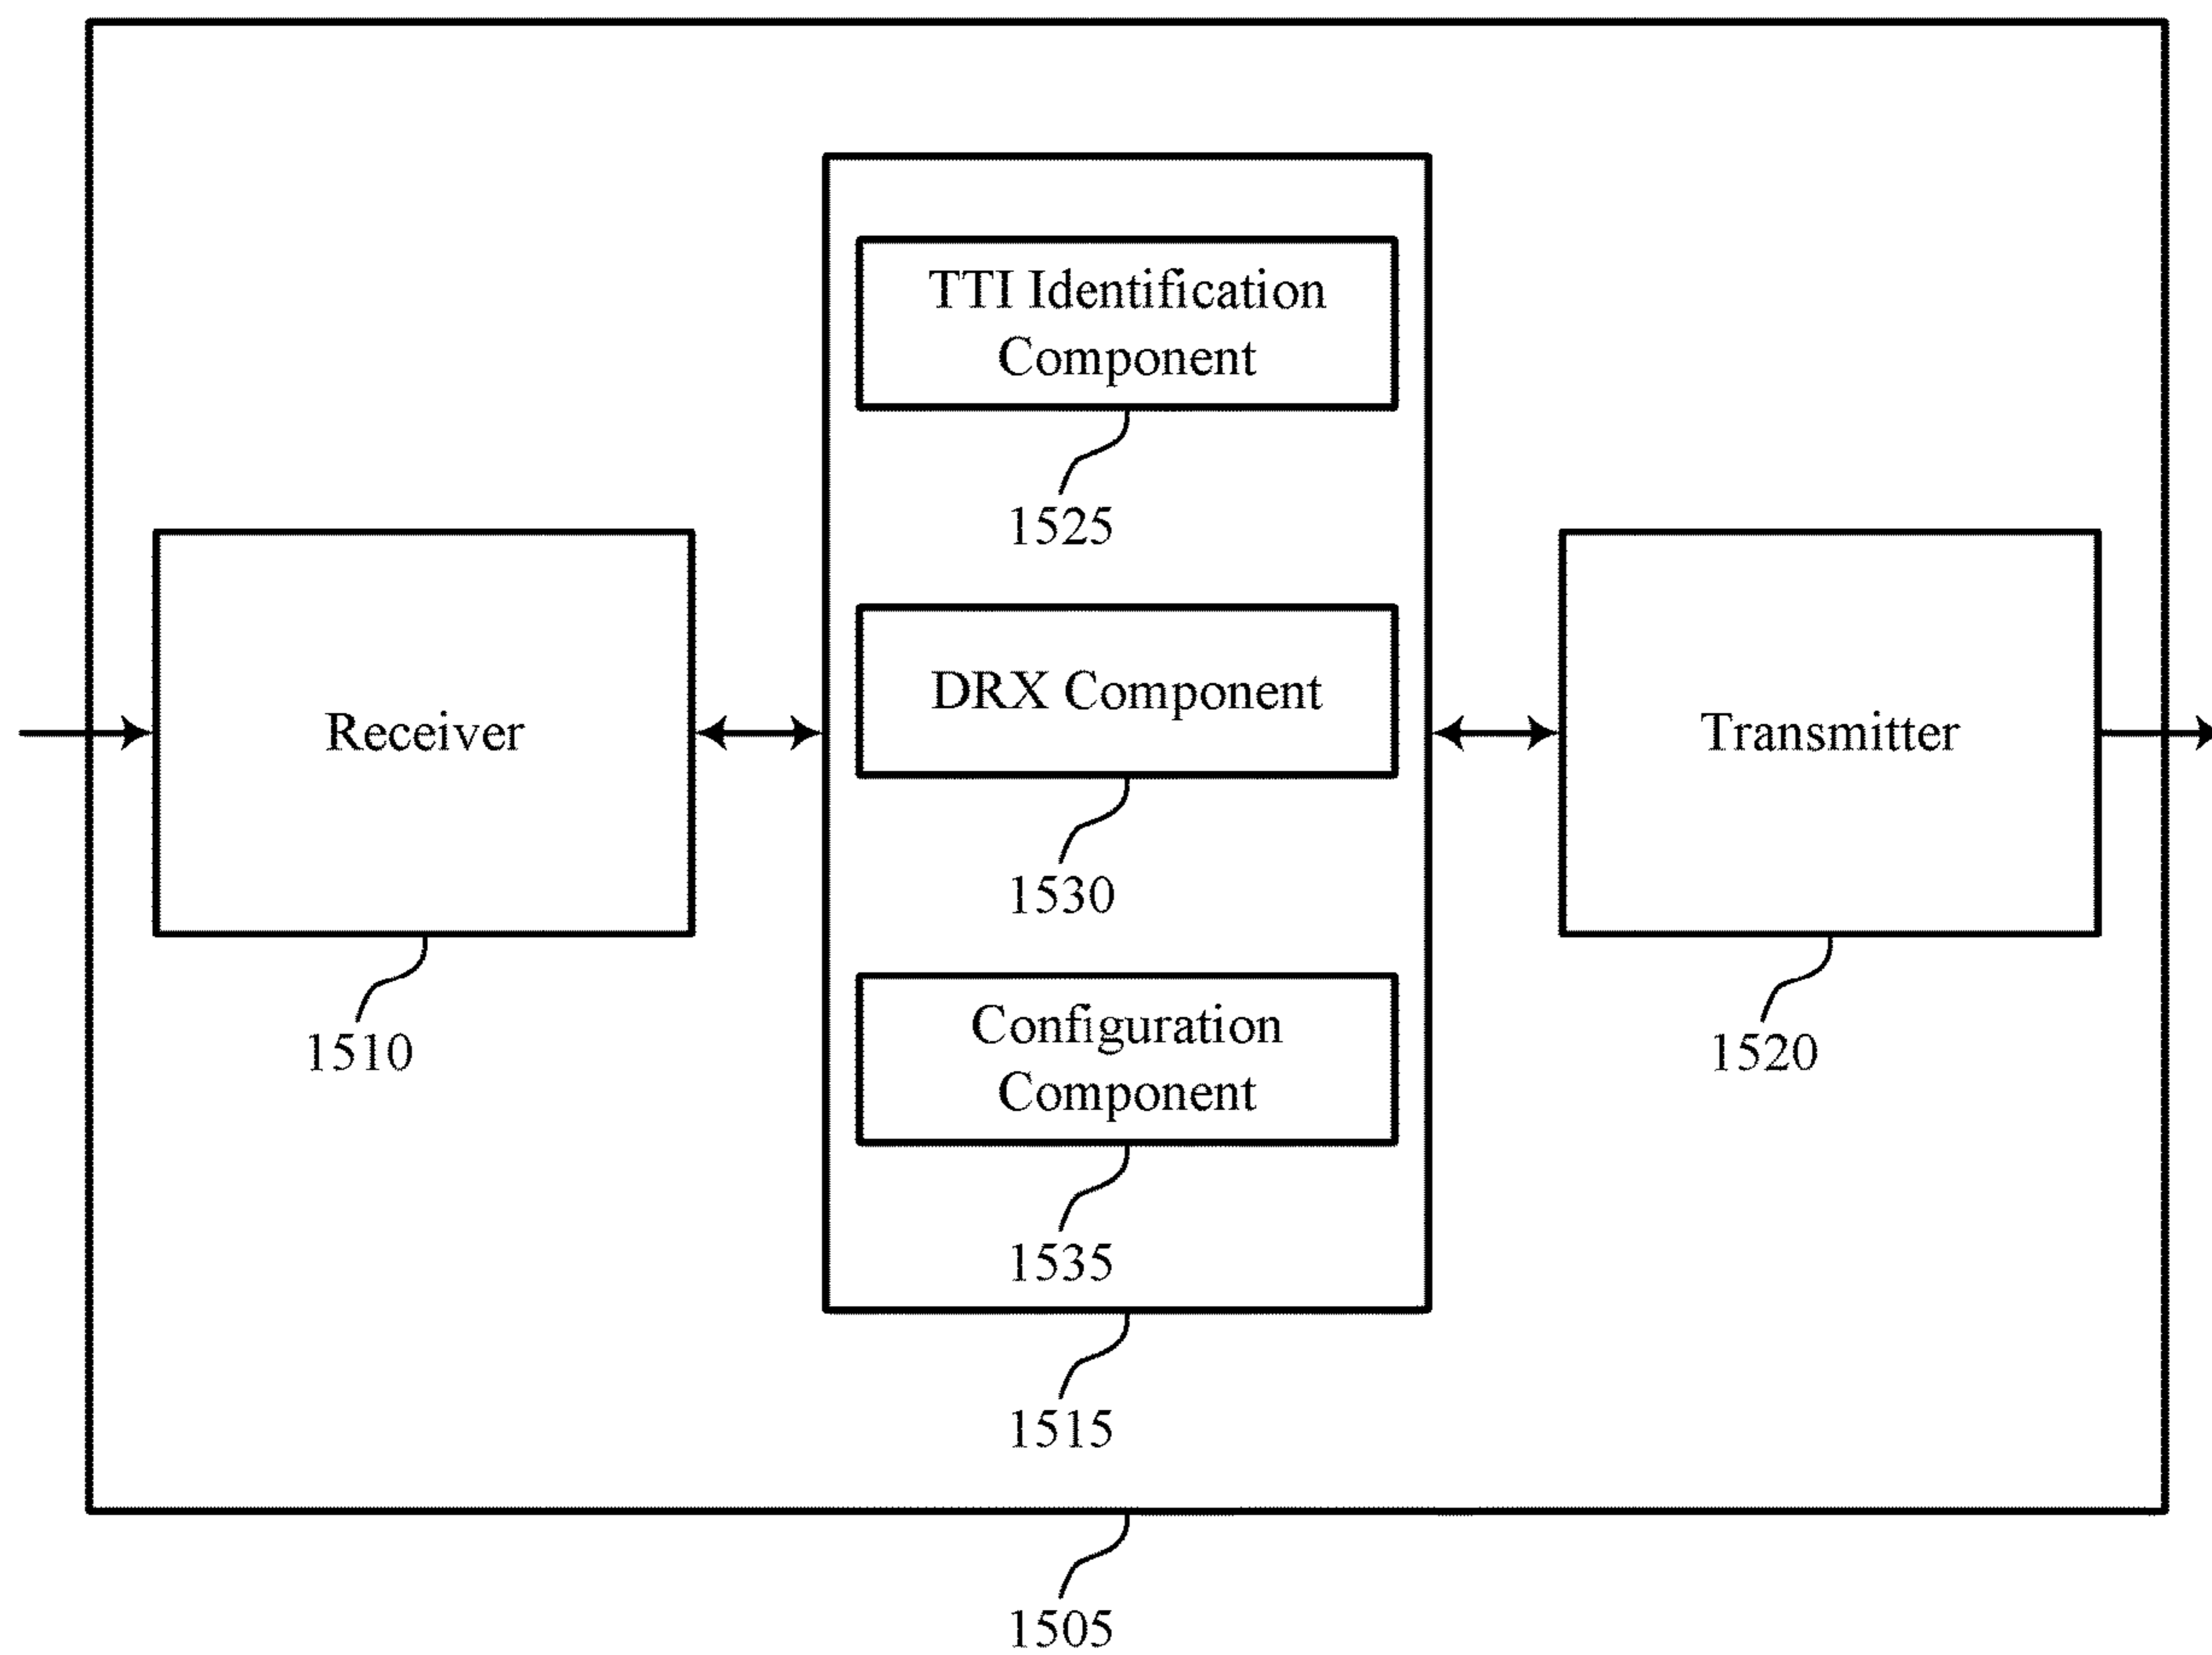 TTI Identification
Component
1525
Receiver
1510
DRX Component
1530
Transmitter
1520
Configuration
Component
1535
1515
1505